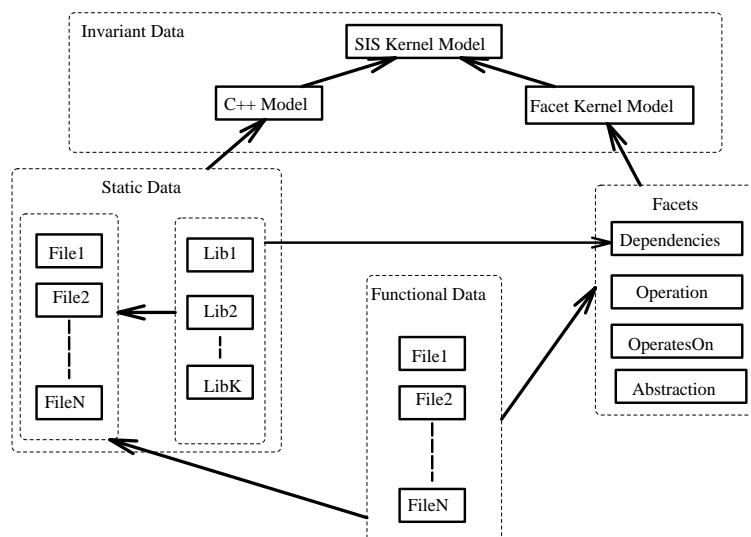 Invariant Data
SIS Kernel Model
C++ Model
Facet Kernel Model
Static Data
File1
File2
FileN
Lib1
Lib2
LibK
Functional Data
File1
File2
FileN
Facets
Dependencies
Operation
OperatesOn
Abstraction